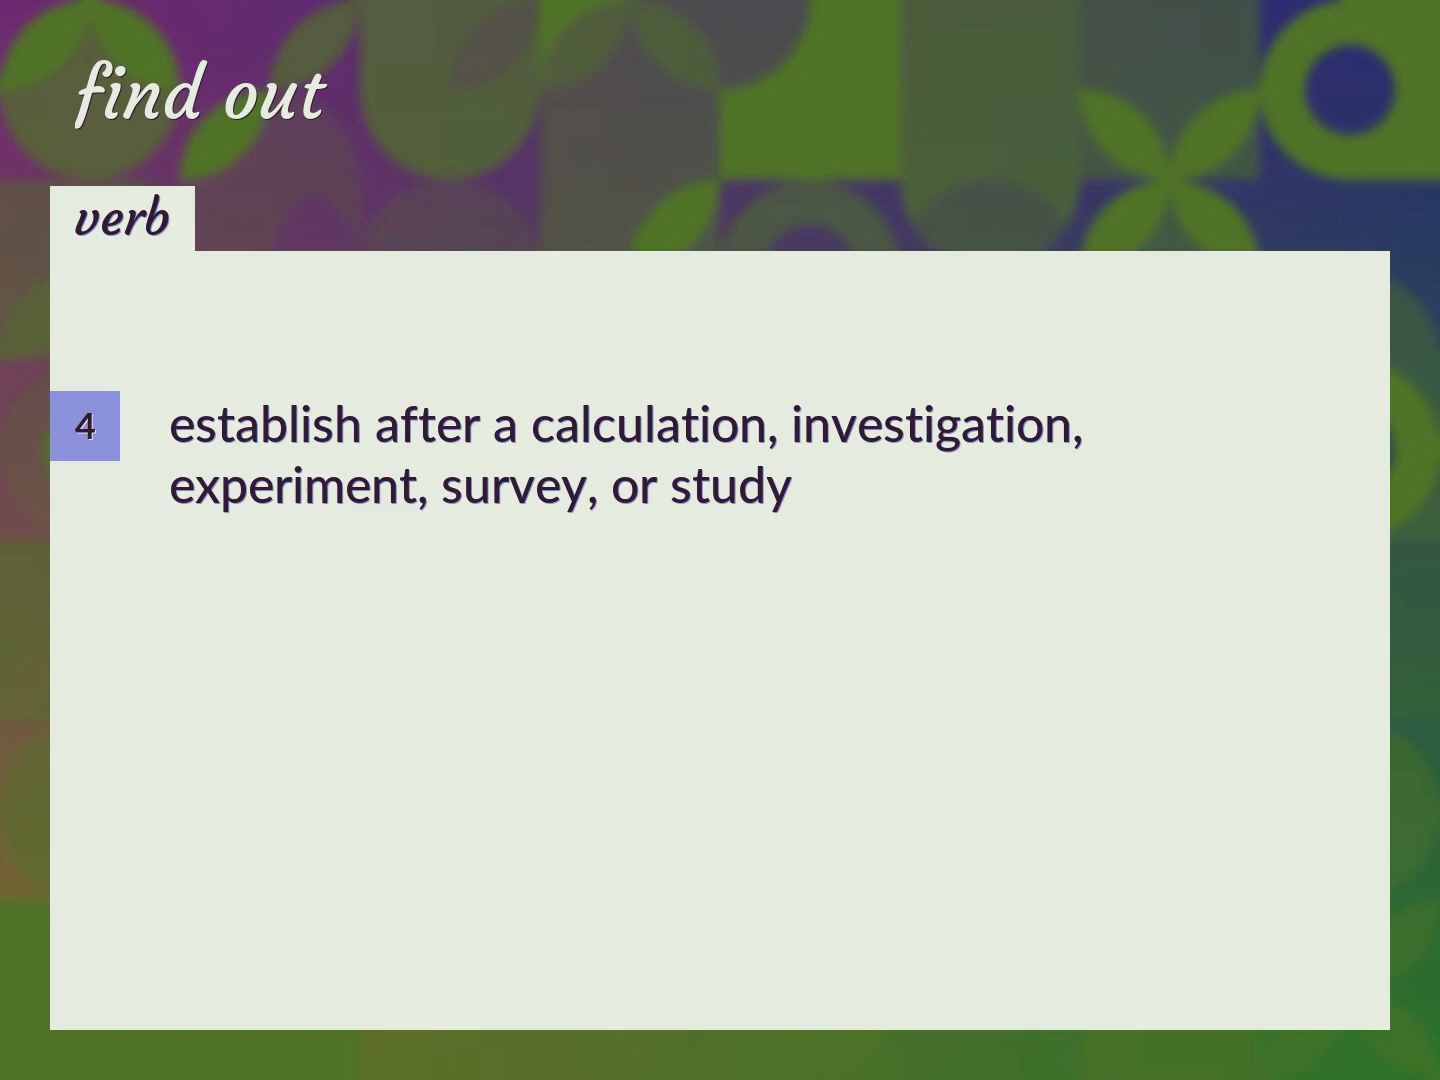 find out
verb
4
establish after a calculation, investigation,
experiment, survey, or study